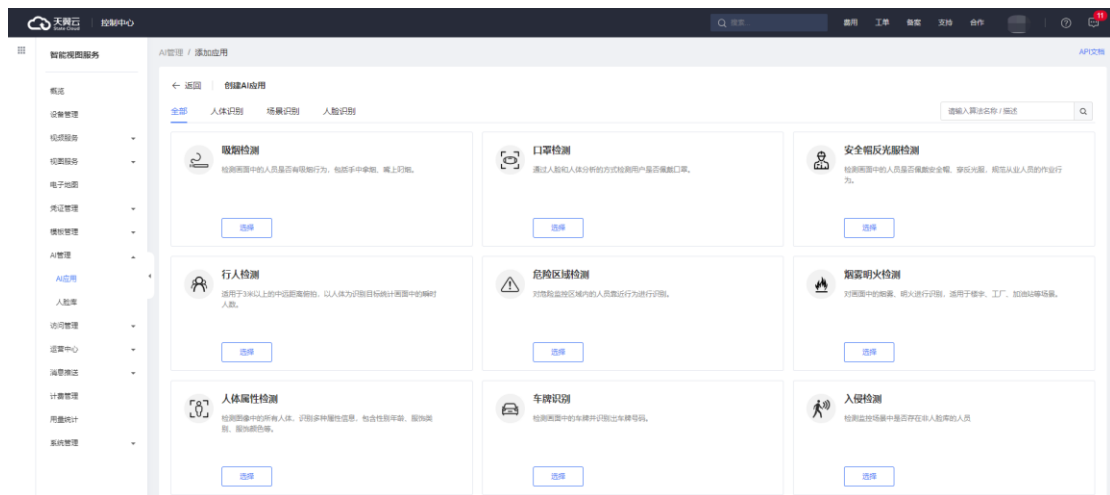 天翼云 控制中心 搜索... 费用 工单 备案 支持 合作 11
State Cloud
智能视图服务
概览
设备管理
视频服务
视图服务
电子地图
凭证管理
模板管理
AI管理
AI应用
人脸库
访问管理
运营中心
消息推送
计费管理
用量统计
系统管理
AI管理 / 添加应用 API文档
← 返回 创建AI应用
全部 人体识别 场景识别 人脸识别 请输入算法名称 / 描述
吸烟检测
检测画面中的人员是否有吸烟行为，包括手中拿烟、嘴上叼烟。
选择
口罩检测
通过人脸和人体分析的方式检测用户是否佩戴口罩。
选择
安全帽反光服检测
检测画面中的人员是否佩戴安全帽、穿反光服，规范从业人员的作业行
为。
选择
行人检测
适用于3米以上的中远距离俯拍，以人体为识别目标统计画面中的瞬时
人数。
选择
危险区域检测
对危险监控区域内的人员靠近行为进行识别。
选择
烟雾明火检测
对画面中的烟雾、明火进行识别，适用于楼宇、工厂、加油站等场景。
选择
人体属性检测
检测图像中的所有人体，识别多种属性信息，包含性别年龄、服饰类
别、服饰颜色等。
选择
车牌识别
检测画面中的车牌并识别出车牌号码。
选择
入侵检测
检测监控场景中是否存在非人脸库的人员
选择